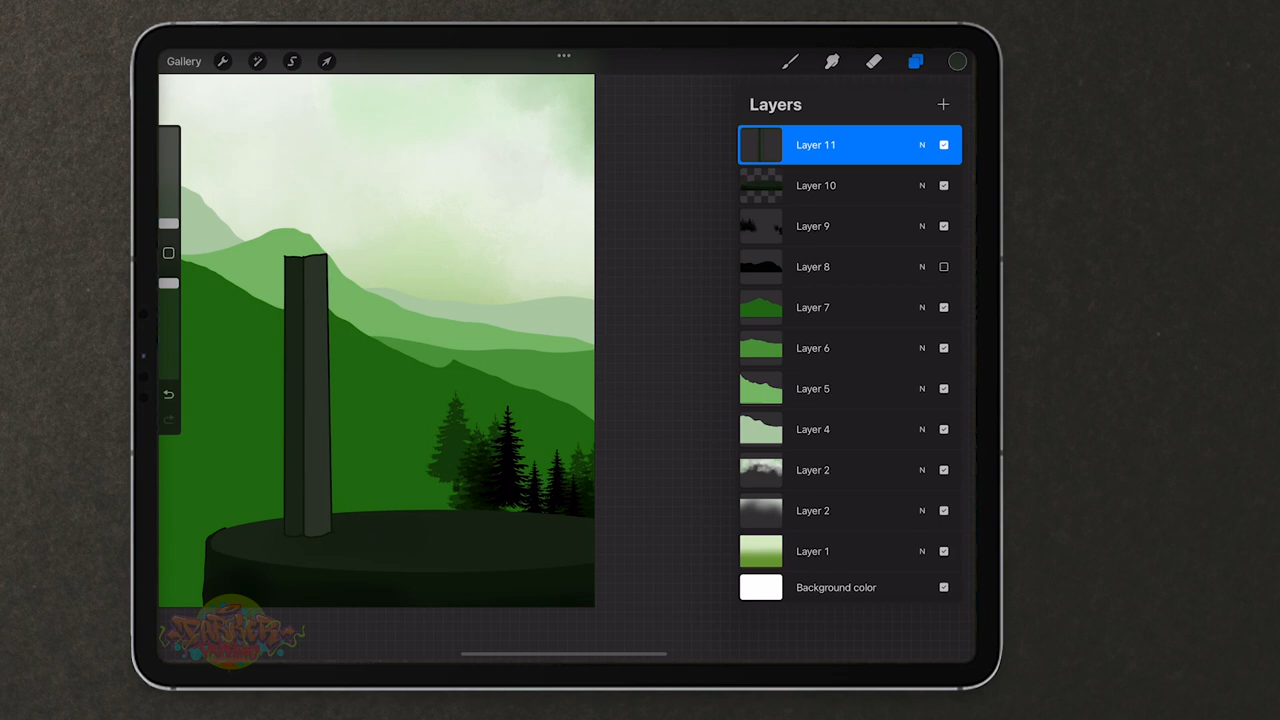 Gallery
Layers
Layer 11 N
Layer 10 N
Layer 9 N
Layer 8 N
Layer 7 N
Layer 6 N
Layer 5 N
Layer 4 N
Layer 2 N
Layer 2 N
Layer 1 N
Background color